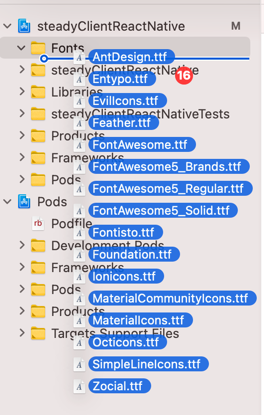 steadyClientReactNative M
Fonts
AntDesign.ttf
steadyClientReactNative
Entypo.ttf
16
Libraries
EvilIcons.ttf
steadyClientReactNativeTests
Feather.ttf
Products
FontAwesome.ttf
Frameworks
FontAwesome5_Brands.ttf
Pods
FontAwesome5_Regular.ttf
Pods
FontAwesome5_Solid.ttf
rb Podfile
Fontisto.ttf
Development Pods
Foundation.ttf
Frameworks
Ionicons.ttf
Pods
MaterialCommunityIcons.ttf
Products
MaterialIcons.ttf
Targets Support Files
Octicons.ttf
SimpleLineIcons.ttf
Zocial.ttf